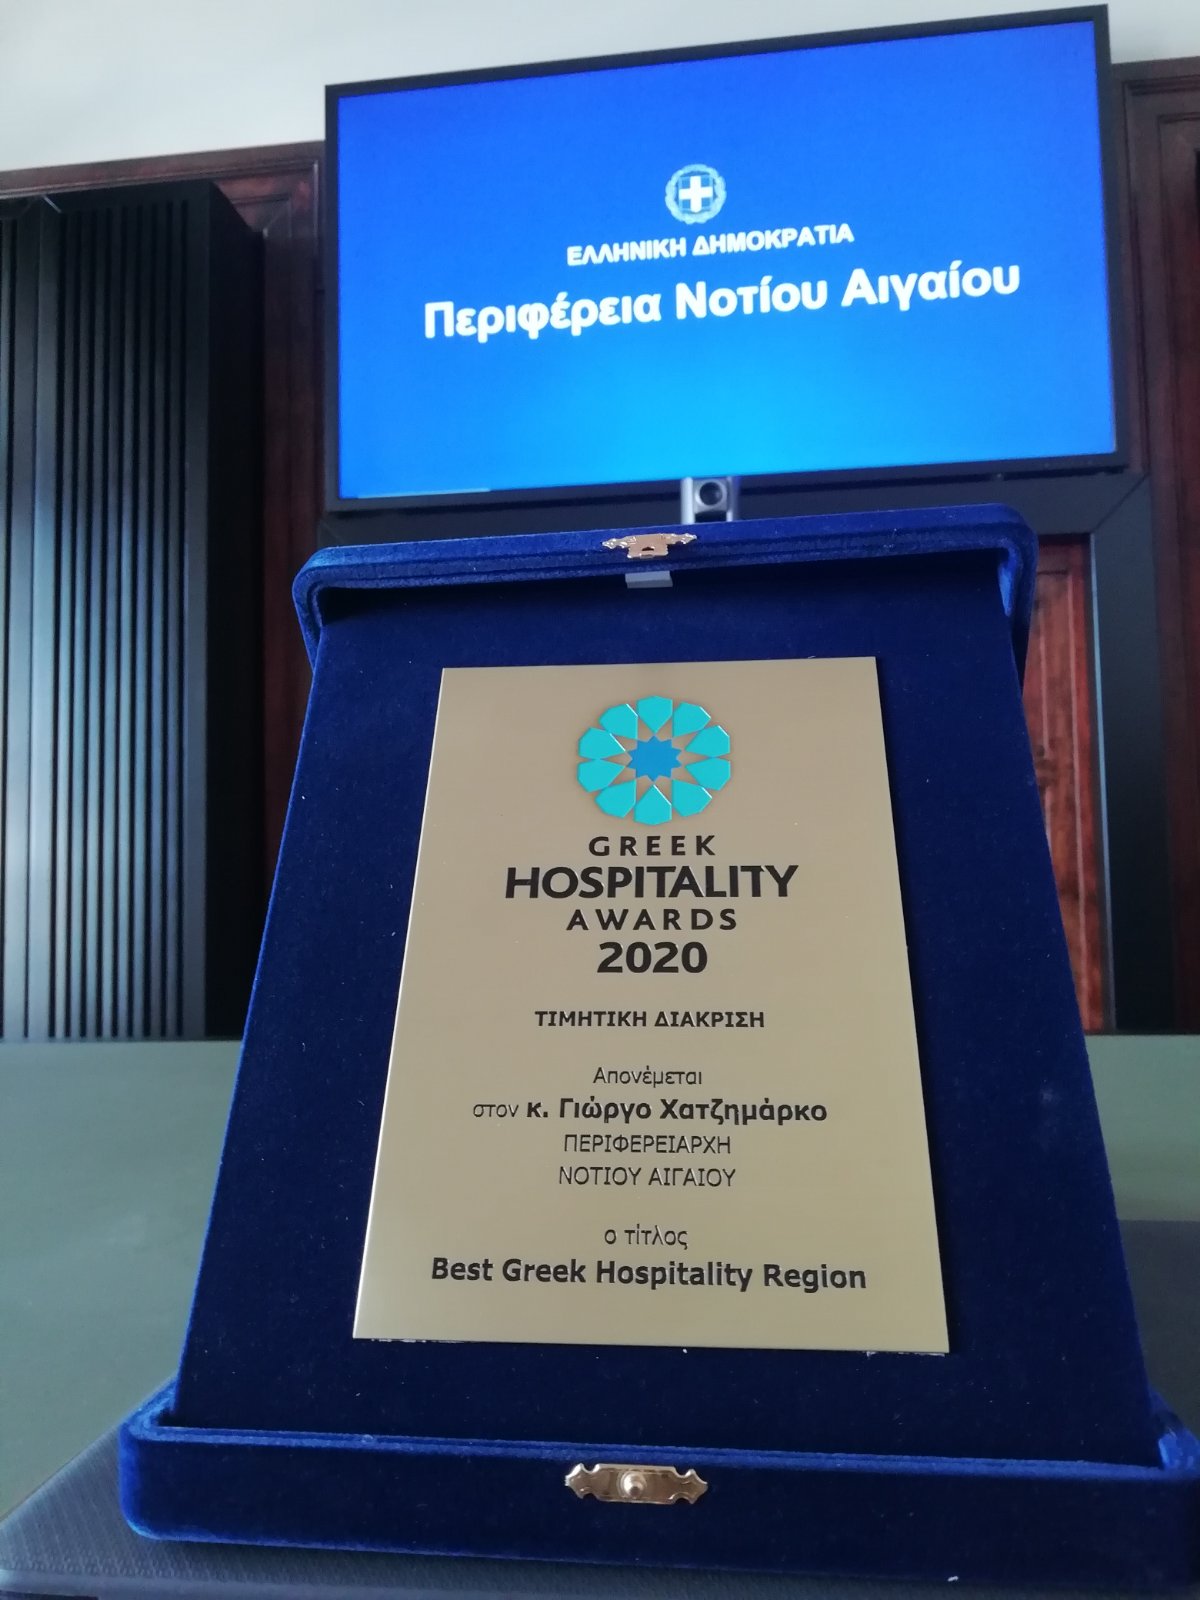 ΕΛΛΗΝΙΚΗ ΔΗΜΟΚΡΑΤΙΑ
Περιφέρεια Νοτίου Αιγαίου
GREEK
HOSPITALITY
AWARDS
2020
ΤΙΜΗΤΙΚΗ ΔΙΑΚΡΙΣΗ
Απονέμεται
στον κ. Γιώργο Χατζημάρκο
ΠΕΡΙΦΕΡΕΙΑΡΧΗ
ΝΟΤΙΟΥ ΑΙΓΑΙΟΥ
ο τίτλος
Best Greek Hospitality Region